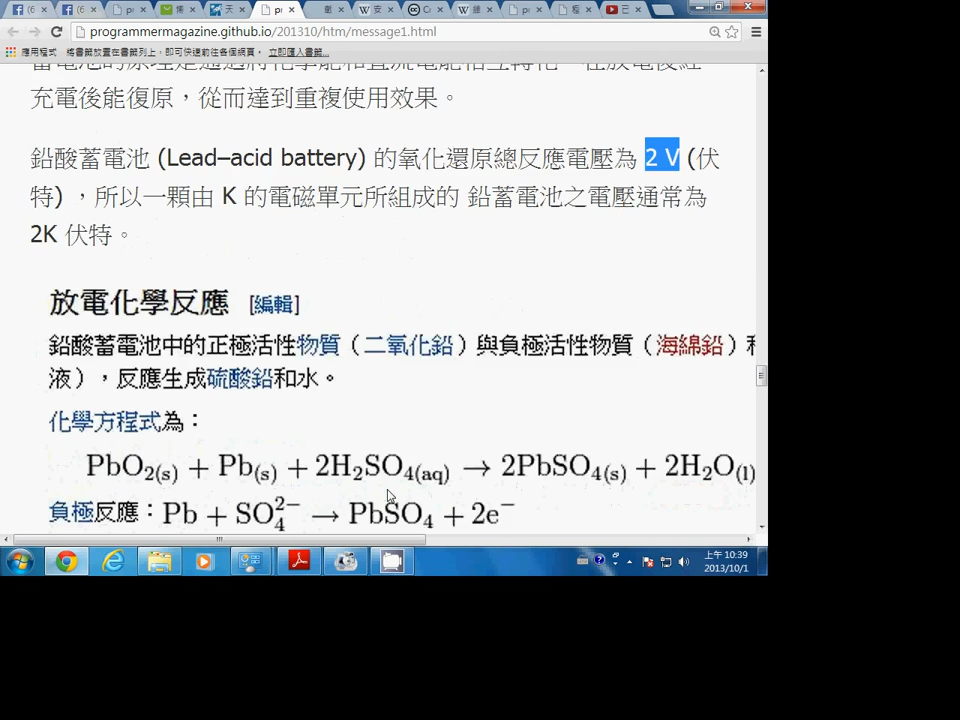 programmermagazine.github.io/201310/htm/message1.html
應用程式 將書籤放置在書籤列上，即可快速前往各個網頁。 立即匯入書籤...
充電後能復原，從而達到重複使用效果。
鉛酸蓄電池 (Lead–acid battery) 的氧化還原總反應電壓為 2 V (伏
特) ，所以一顆由 K 的電磁單元所組成的 鉛蓄電池之電壓通常為
2K 伏特。
放電化學反應 [編輯]
鉛酸蓄電池中的正極活性物質（二氧化鉛）與負極活性物質（海綿鉛）和
液），反應生成硫酸鉛和水。
化學方程式為：
PbO₂(s) + Pb(s) + 2H₂SO₄(aq) → 2PbSO₄(s) + 2H₂O(l)
負極反應：Pb + SO₄²⁻ → PbSO₄ + 2e⁻
上午 10:39
2013/10/1